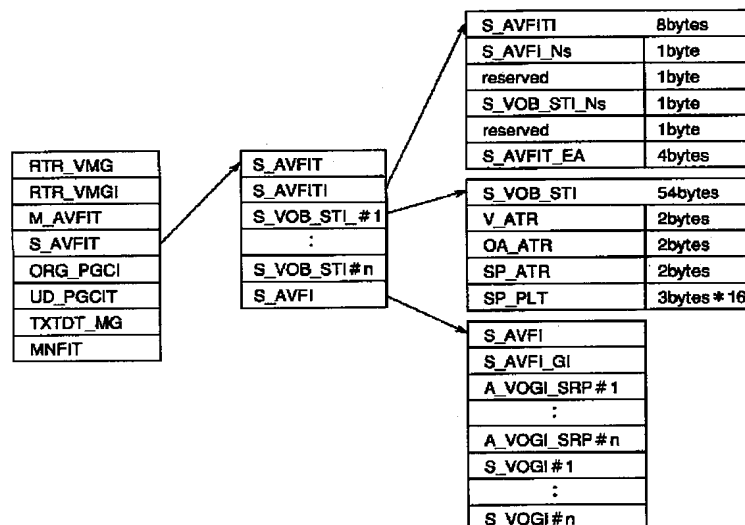 RTR_VMG
RTR_VMGI
M_AVFIT
S_AVFIT
ORG_PGCI
UD_PGCIT
TXTDT_MG
MNFIT
S_AVFIT
S_AVFITI
S_VOB_STI_#1
:
S_VOB_STI#n
S_AVFI
S_AVFITI 8bytes
S_AVFI_Ns 1byte
reserved 1byte
S_VOB_STI_Ns 1byte
reserved 1byte
S_AVFIT_EA 4bytes
S_VOB_STI 54bytes
V_ATR 2bytes
OA_ATR 2bytes
SP_ATR 2bytes
SP_PLT 3bytes*16
S_AVFI
S_AVFI_GI
A_VOGI_SRP#1
:
A_VOGI_SRP#n
S_VOGI#1
:
S_VOGI#n